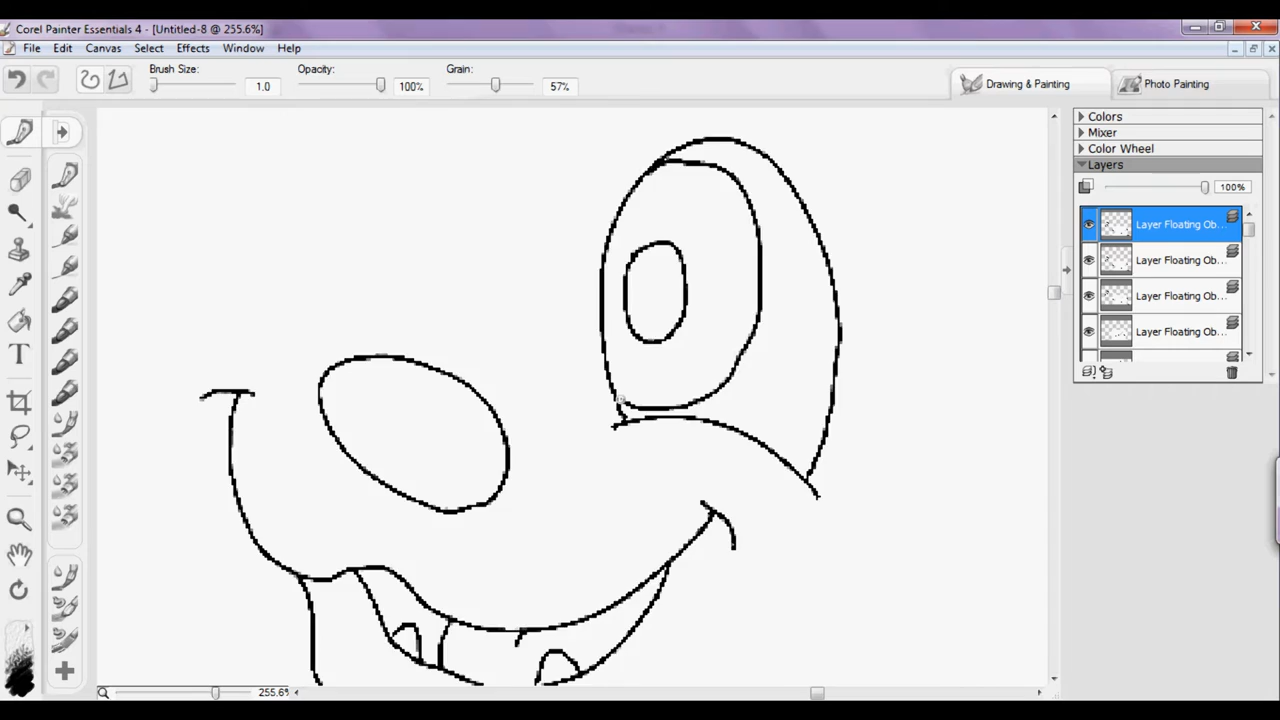 Corel Painter Essentials 4 - [Untitled-8 @ 255.6%]
File Edit Canvas Select Effects Window Help
Brush Size: Opacity: Grain:
1.0 100% 57%
Drawing & Painting Photo Painting
Colors
Mixer
Color Wheel
Layers
100%
Layer Floating Ob...
Layer Floating Ob...
Layer Floating Ob...
Layer Floating Ob...
T
255.6%